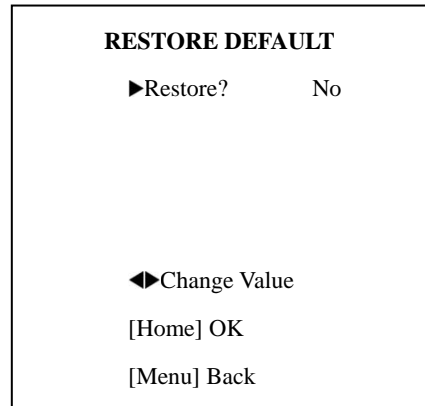 RESTORE DEFAULT
▶Restore? No
◀▶Change Value
[Home] OK
[Menu] Back